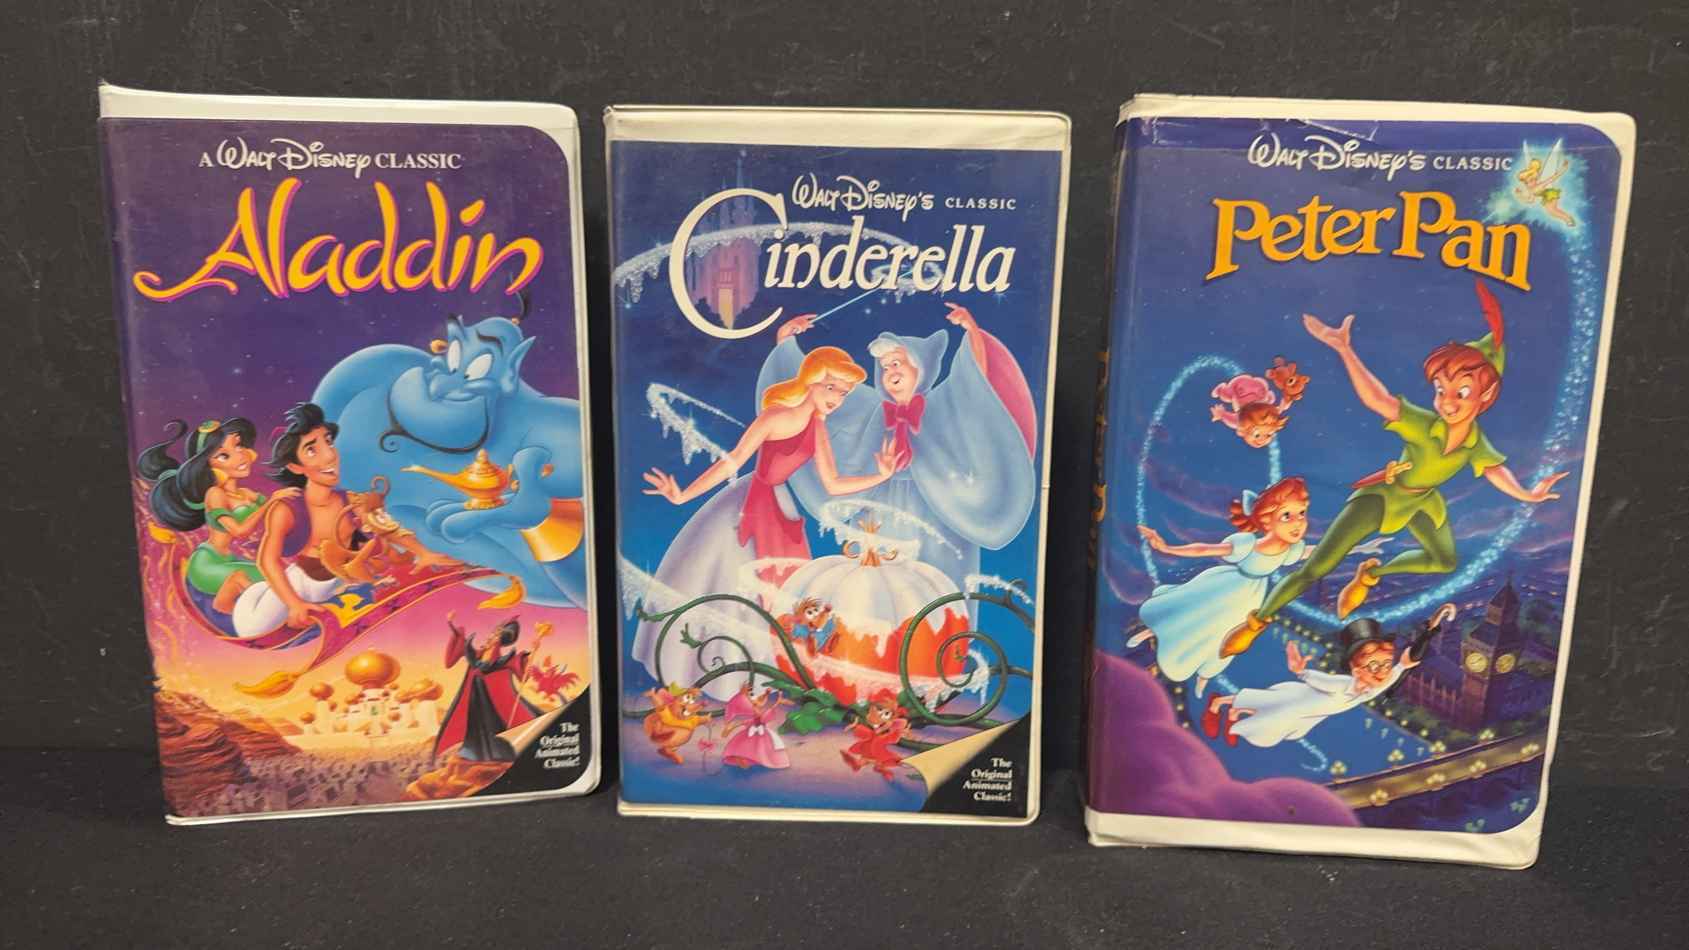 A WALT DISNEY CLASSIC
Aladdin
The
Original
Animated
Classic!
WALT DISNEY'S CLASSIC
Cinderella
The
Original
Animated
Classic!
WALT DISNEY'S CLASSIC
Peter Pan